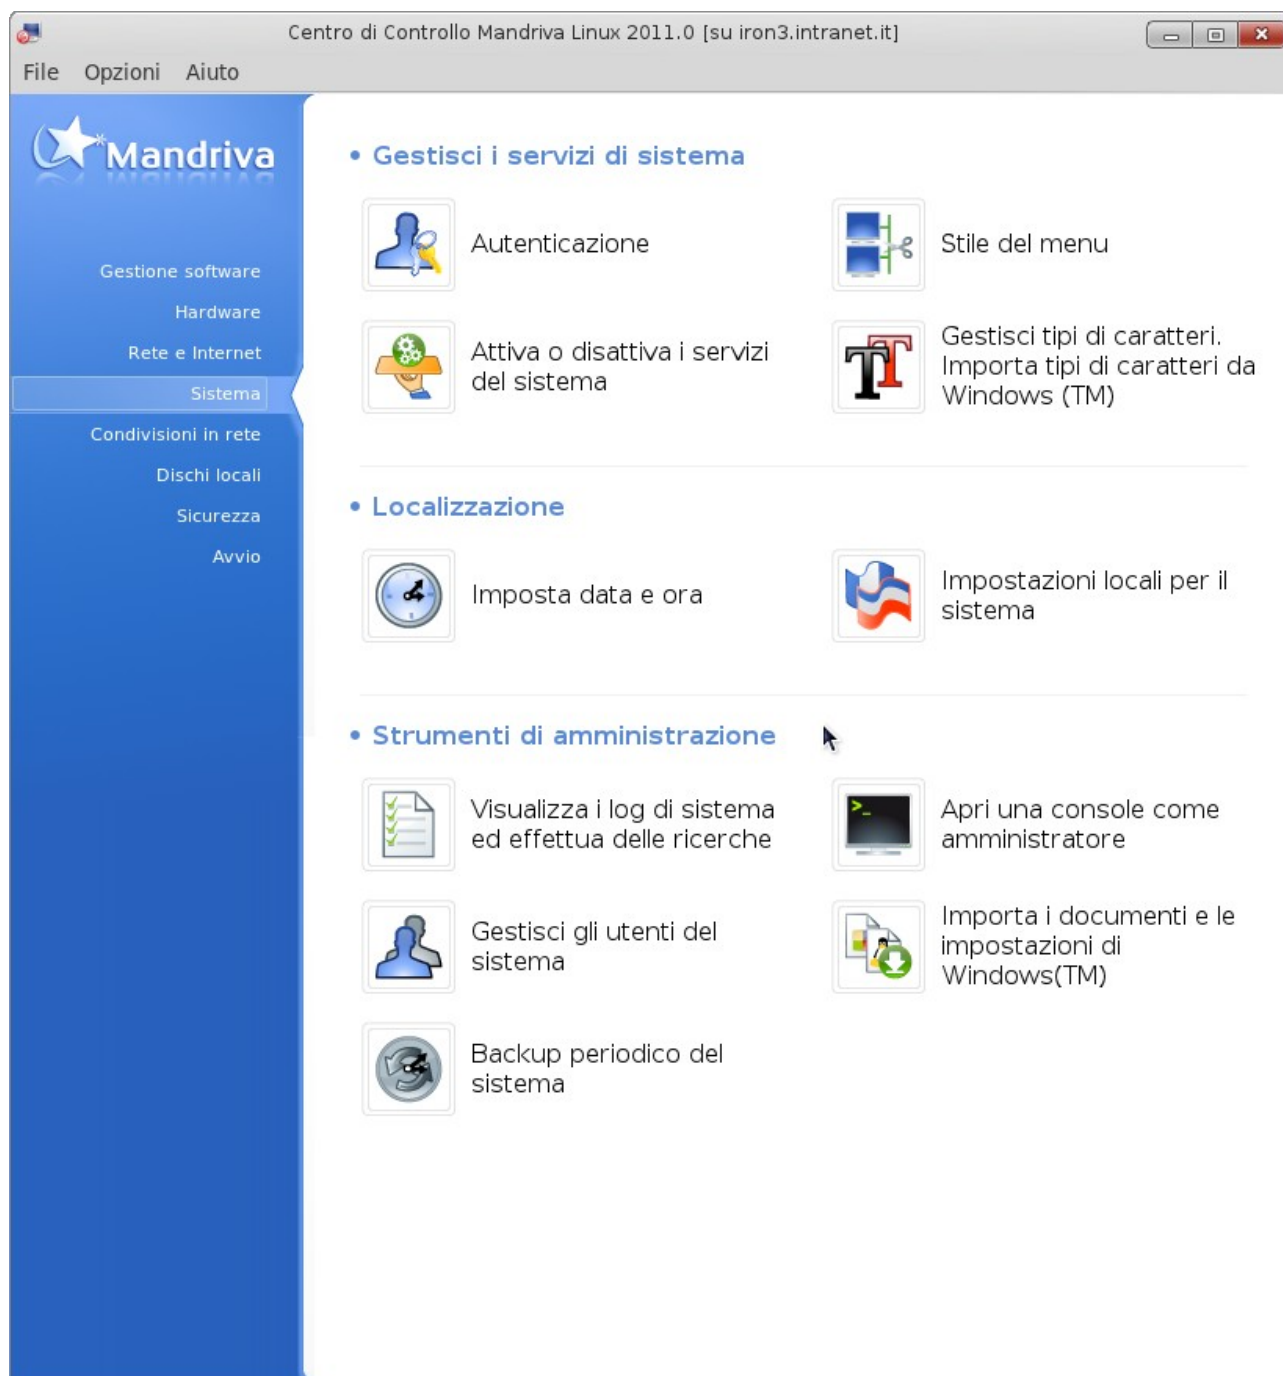 Centro di Controllo Mandriva Linux 2011.0 [su iron3.intranet.it]
File Opzioni Aiuto
Mandriva
Gestione software
Hardware
Rete e Internet
Sistema
Condivisioni in rete
Dischi locali
Sicurezza
Avvio
• Gestisci i servizi di sistema
Autenticazione
Stile del menu
Attiva o disattiva i servizi
del sistema
Gestisci tipi di caratteri.
Importa tipi di caratteri da
Windows (TM)
• Localizzazione
Imposta data e ora
Impostazioni locali per il
sistema
• Strumenti di amministrazione
Visualizza i log di sistema
ed effettua delle ricerche
Apri una console come
amministratore
Gestisci gli utenti del
sistema
Importa i documenti e le
impostazioni di
Windows(TM)
Backup periodico del
sistema